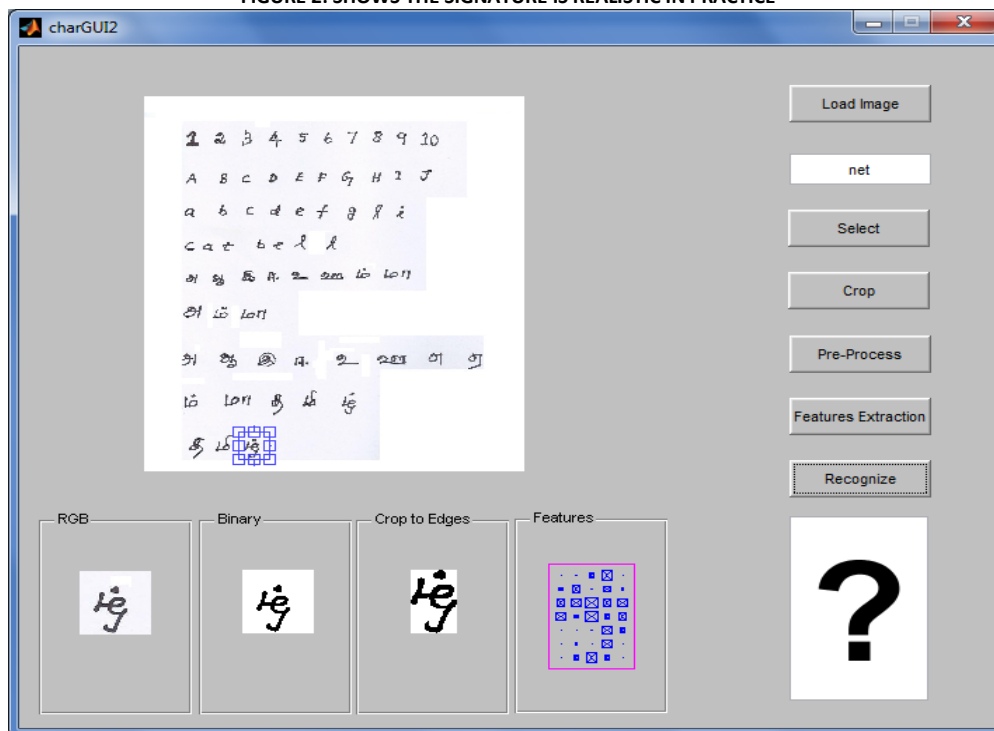 FIGURE 2: SHOWS THE SIGNATURE IS REALISTIC IN PRACTICE
charGUI2
1 2 3 4 5 6 7 8 9 10
A B C D E F G H I J
a b c d e f g h i
c a t b e l l
அ ஆ இ ஈ உ ஊ ம் மா
அ ம் மா
அ ஆ இ ஈ உ ஊ எ ஏ
ம் மா த மி ழ்
த மி ழ்
Load Image
net
Select
Crop
Pre-Process
Features Extraction
Recognize
RGB
Binary
Crop to Edges
Features
ழ்
ழ்
ழ்
?